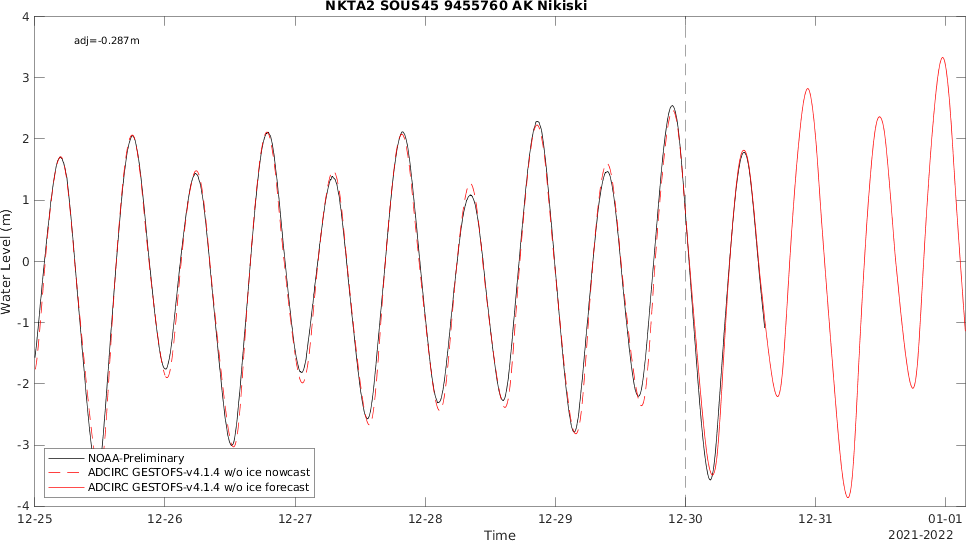 NKTA2 SOUS45 9455760 AK Nikiski
adj=-0.287m
Water Level (m)
4
3
2
1
0
-1
-2
-3
-4
NOAA-Preliminary
ADCIRC GESTOFS-v4.1.4 w/o ice nowcast
ADCIRC GESTOFS-v4.1.4 w/o ice forecast
12-25 12-26 12-27 12-28 12-29 12-30 12-31 01-01
Time
2021-2022